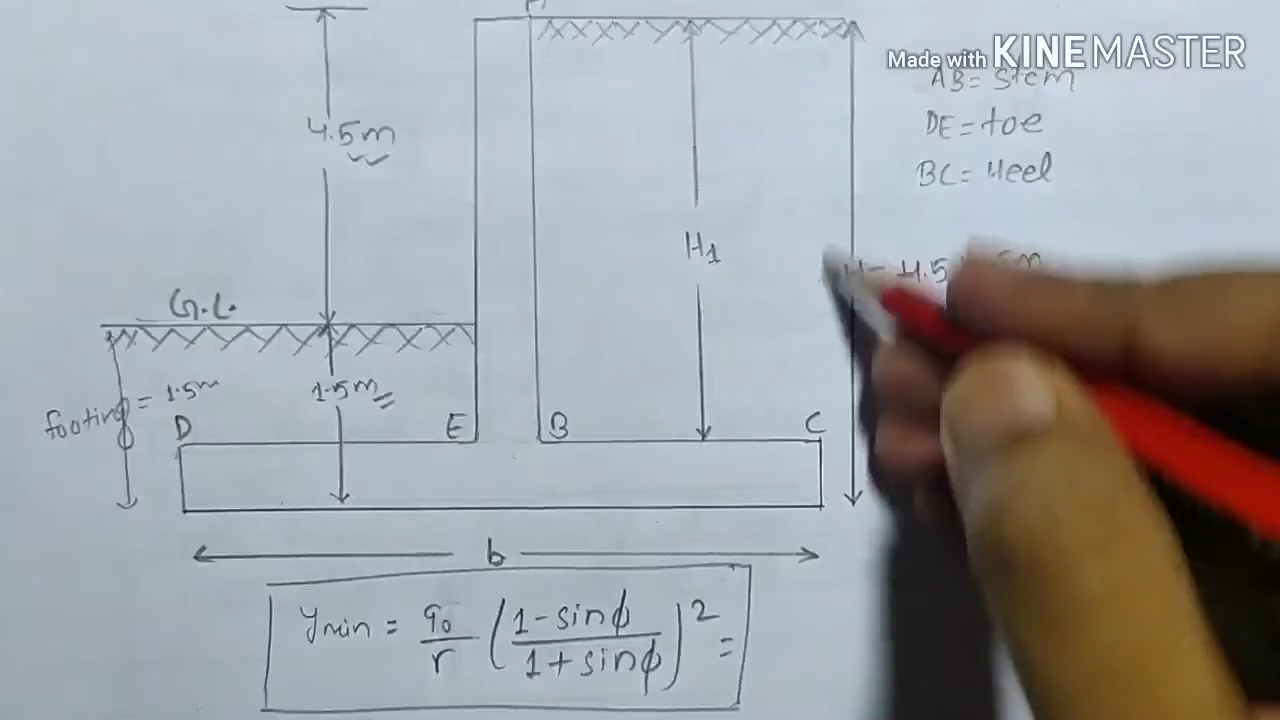 Made with KINEMASTER
AB = Stem
DE = toe
BC = Heel
4.5m
H1
G.L.
footing = 1.5m
1.5m
D
E
B
C
b
ymin = q0/r (1-sinϕ/1+sinϕ)2 =